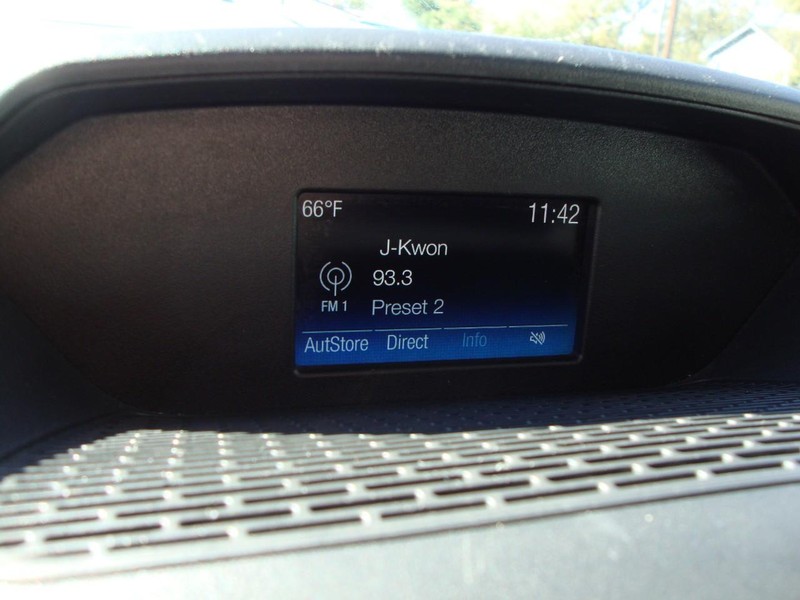 66°F 11:42
J-Kwon
93.3
FM 1 Preset 2
AutStore Direct Info